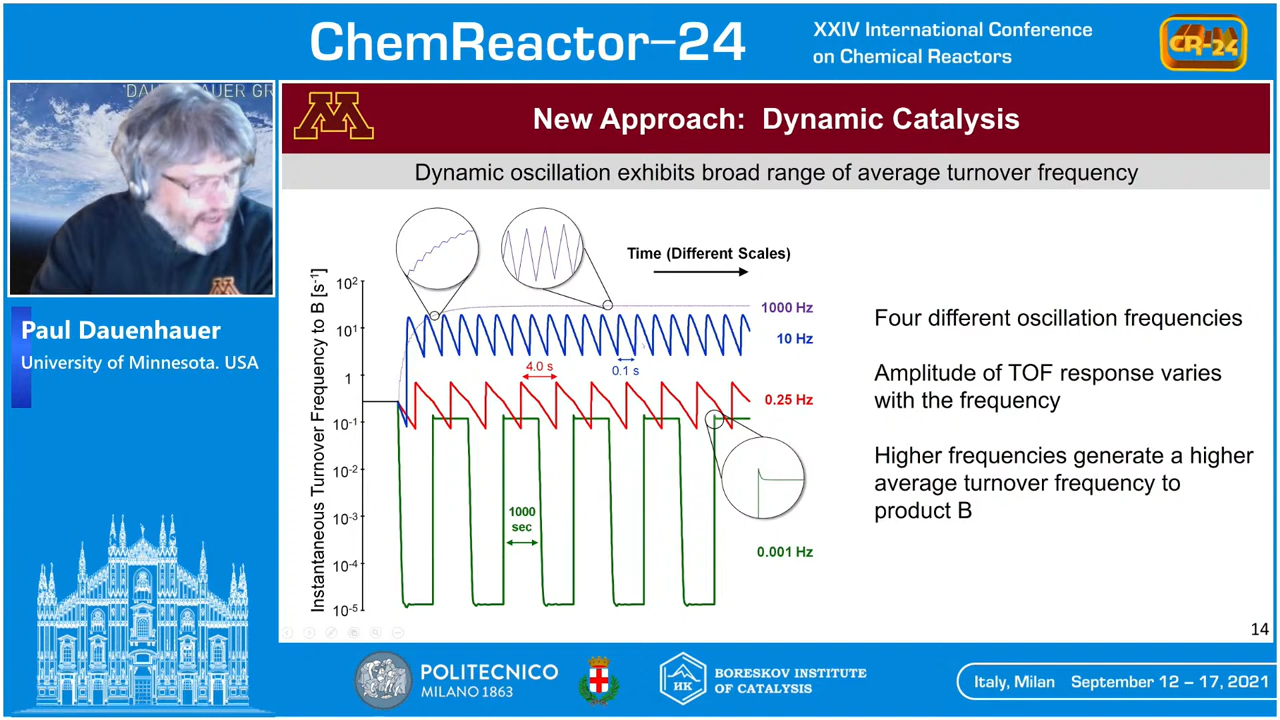 ChemReactor-24
XXIV International Conference
on Chemical Reactors
CR-24
Paul Dauenhauer
University of Minnesota. USA
M
New Approach: Dynamic Catalysis
Dynamic oscillation exhibits broad range of average turnover frequency
Time (Different Scales)
Instantaneous Turnover Frequency to B [s⁻¹]
10²
10¹
1
10⁻¹
10⁻²
10⁻³
10⁻⁴
10⁻⁵
1000 Hz
10 Hz
0.1 s
4.0 s
0.25 Hz
1000
sec
0.001 Hz
Four different oscillation frequencies
Amplitude of TOF response varies
with the frequency
Higher frequencies generate a higher
average turnover frequency to
product B
14
POLITECNICO
MILANO 1863
HK
BORESKOV INSTITUTE
OF CATALYSIS
Italy, Milan September 12 – 17, 2021